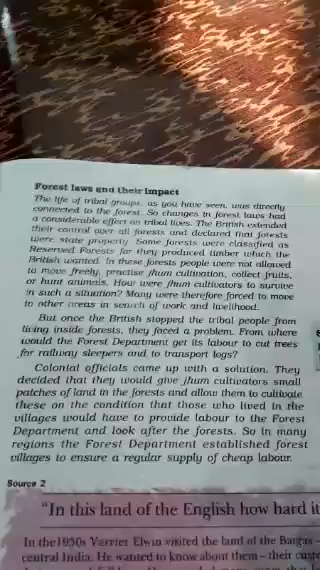 Forest laws and their impact
The life of tribal groups, as you have seen, was directly
connected to the forest. So changes in forest laws had
a considerable effect on tribal lives. The British extended
their control over all forests and declared that forests
were state property. Some forests were classified as
Reserved Forests for they produced timber which the
British wanted. In these forests people were not allowed
to move freely, practise jhum cultivation, collect fruits,
or hunt animals. How were jhum cultivators to survive
in such a situation? Many were therefore forced to move
to other areas in search of work and livelihood.
But once the British stopped the tribal people from
living inside forests, they faced a problem. From where
would the Forest Department get its labour to cut trees
for railway sleepers and to transport logs?
Colonial officials came up with a solution. They
decided that they would give jhum cultivators small
patches of land in the forests and allow them to cultivate
these on the condition that those who lived in the
villages would have to provide labour to the Forest
Department and look after the forests. So in many
regions the Forest Department established forest
villages to ensure a regular supply of cheap labour.
Source 2
"In this land of the English how hard it
In the 1930s Verrier Elwin visited the land of the Baigas –
central India. He wanted to know about them – their